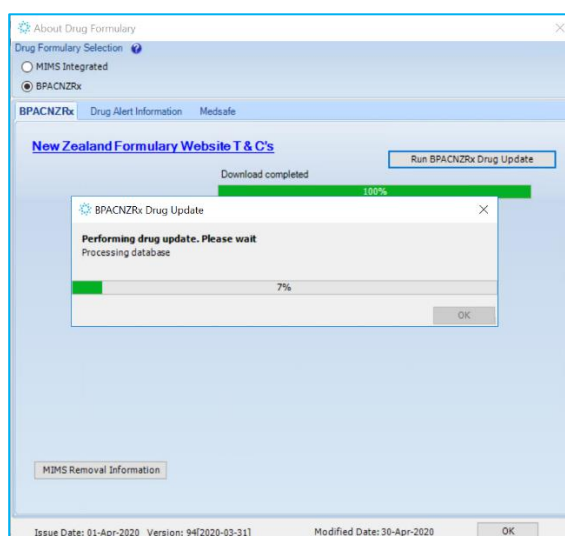 About Drug Formulary
Drug Formulary Selection
MIMS Integrated
BPACNZRx
BPACNZRx Drug Alert Information Medsafe
New Zealand Formulary Website T & C's
Run BPACNZRx Drug Update
Download completed
100%
BPACNZRx Drug Update
Performing drug update. Please wait
Processing database
7%
OK
MIMS Removal Information
Issue Date: 01-Apr-2020 Version: 94[2020-03-31] Modified Date: 30-Apr-2020 OK